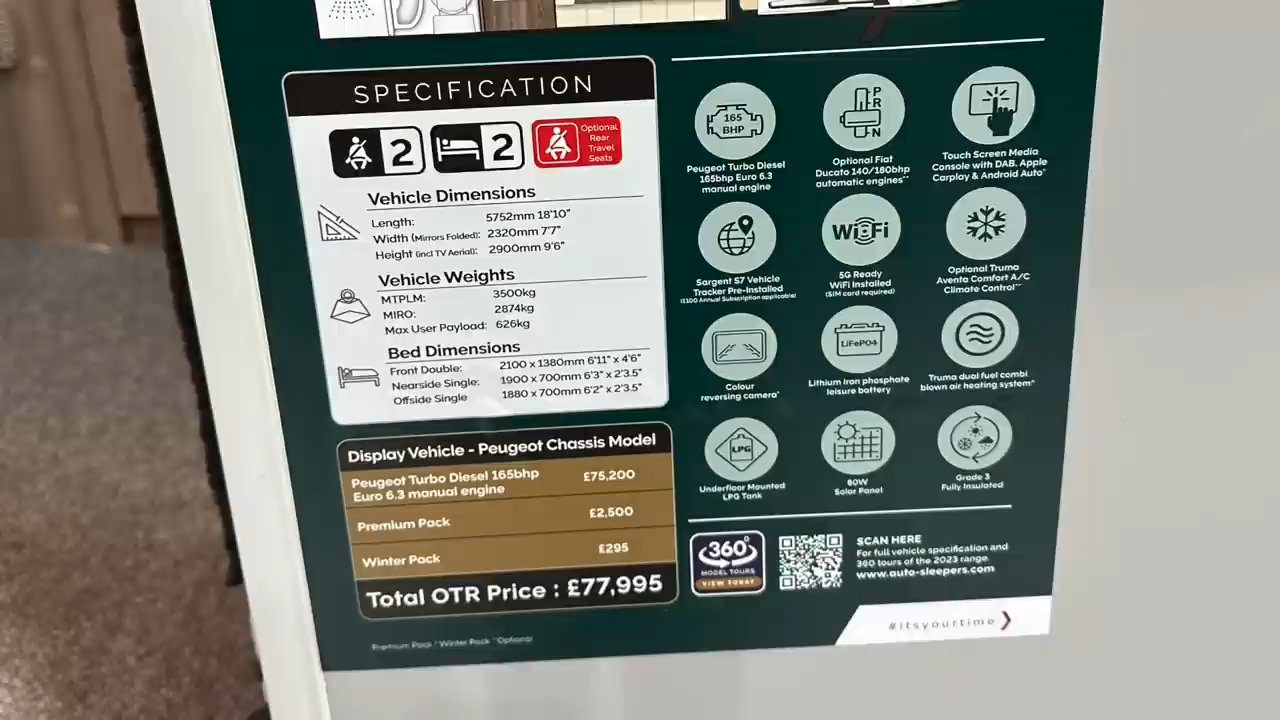 SPECIFICATION
2
2
Optional
Rear
Travel
Seats
Vehicle Dimensions
Length: 5752mm 18'10"
Width (Mirrors Folded): 2320mm 7'7"
Height (incl TV Aerial): 2900mm 9'6"
Vehicle Weights
MTPLM: 3500kg
MIRO: 2874kg
Max User Payload: 626kg
Bed Dimensions
Front Double: 2100 x 1380mm 6'11" x 4'6"
Nearside Single: 1900 x 700mm 6'3" x 2'3.5"
Offside Single 1880 x 700mm 6'2" x 2'3.5"
Display Vehicle - Peugeot Chassis Model
Peugeot Turbo Diesel 165bhp
Euro 6.3 manual engine £75,200
Premium Pack £2,500
Winter Pack £295
Total OTR Price : £77,995
Premium Pack * Winter Pack **Optional
165
BHP
Peugeot Turbo Diesel
165bhp Euro 6.3
manual engine
P
R
N
Optional Fiat
Ducato 140/180bhp
automatic engines**
Touch Screen Media
Console with DAB, Apple
Carplay & Android Auto*
Sargent S7 Vehicle
Tracker Pre-Installed
(£100 Annual Subscription applicable)
WiFi
5G Ready
WiFi Installed
(SIM card required)
Optional Truma
Aventa Comfort A/C
Climate Control**
Colour
reversing camera*
LiFePO4
Lithium iron phosphate
leisure battery
Truma dual fuel combi
blown air heating system*
LPG
Underfloor Mounted
LPG Tank
80W
Solar Panel
Grade 3
Fully Insulated
360°
MODEL TOURS
VIEW TODAY
SCAN HERE
For full vehicle specification and
360 tours of the 2023 range
www.auto-sleepers.com
#itsyourtime